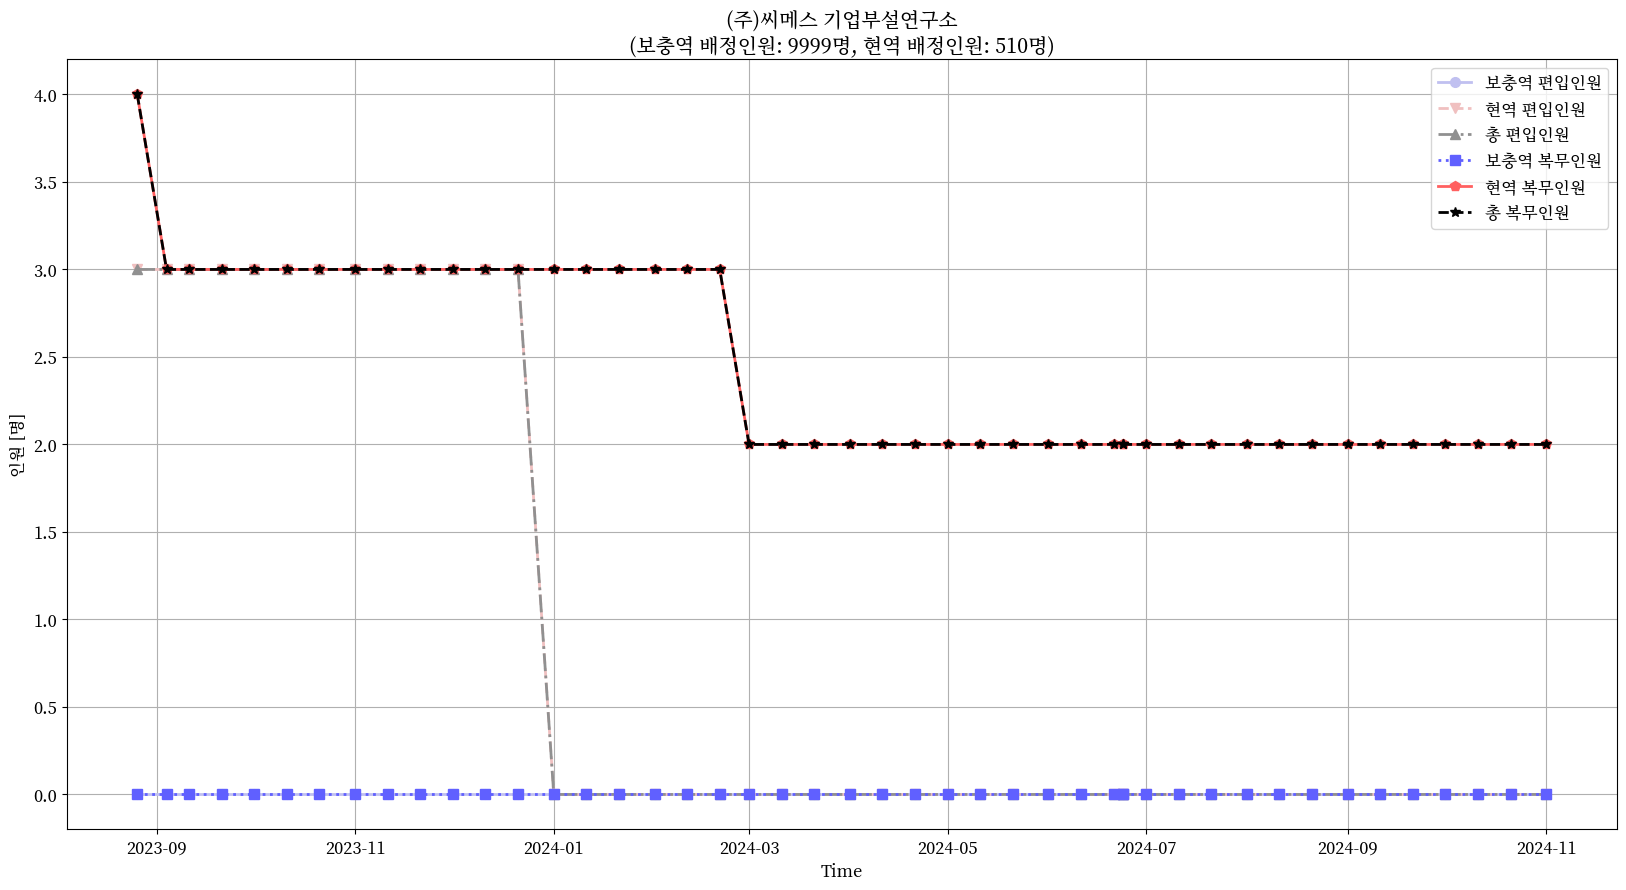 (주)씨메스 기업부설연구소
(보충역 배정인원: 9999명, 현역 배정인원: 510명)
보충역 편입인원
현역 편입인원
총 편입인원
보충역 복무인원
현역 복무인원
총 복무인원
4.0
3.5
3.0
2.5
2.0
1.5
1.0
0.5
0.0
인원 [명]
2023-09 2023-11 2024-01 2024-03 2024-05 2024-07 2024-09 2024-11
Time